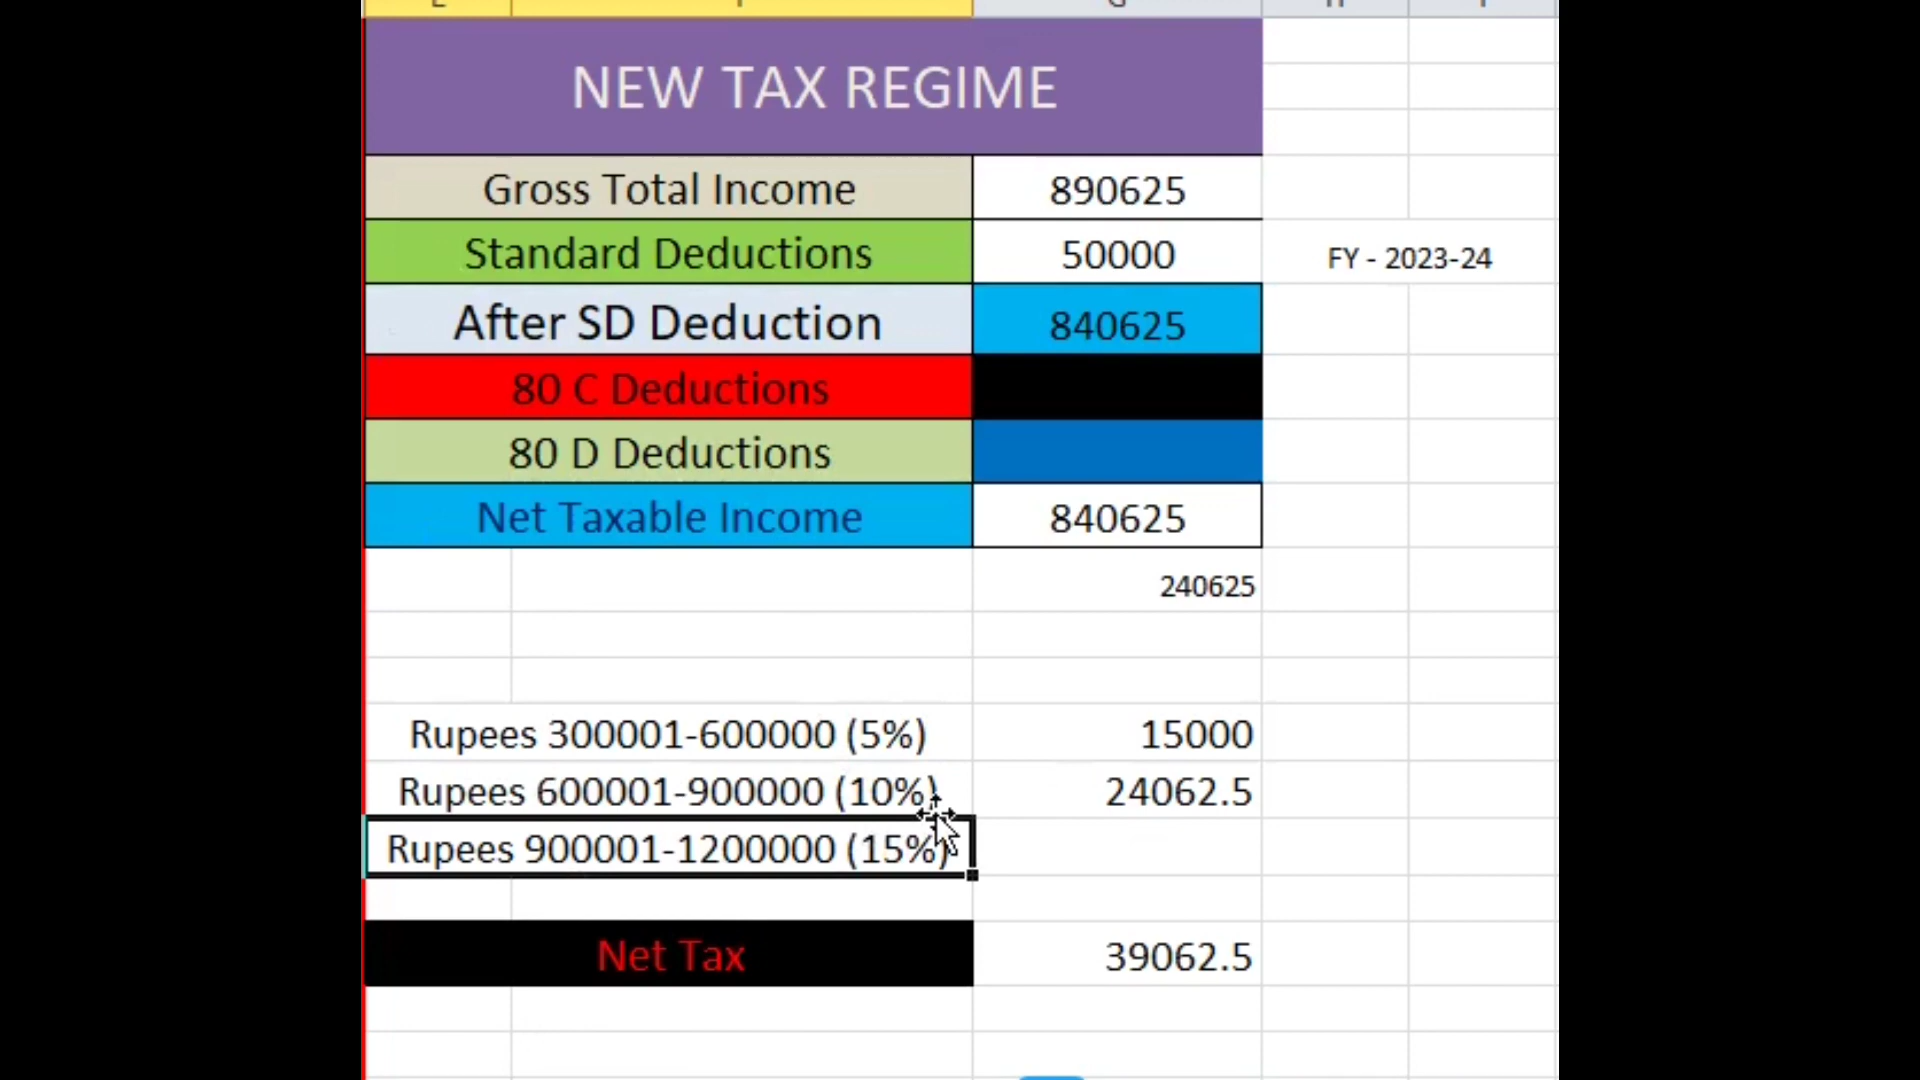 NEW TAX REGIME
Gross Total Income 890625
Standard Deductions 50000 FY - 2023-24
After SD Deduction 840625
80 C Deductions
80 D Deductions
Net Taxable Income 840625
240625
Rupees 300001-600000 (5%) 15000
Rupees 600001-900000 (10%) 24062.5
Rupees 900001-1200000 (15%)
Net Tax 39062.5